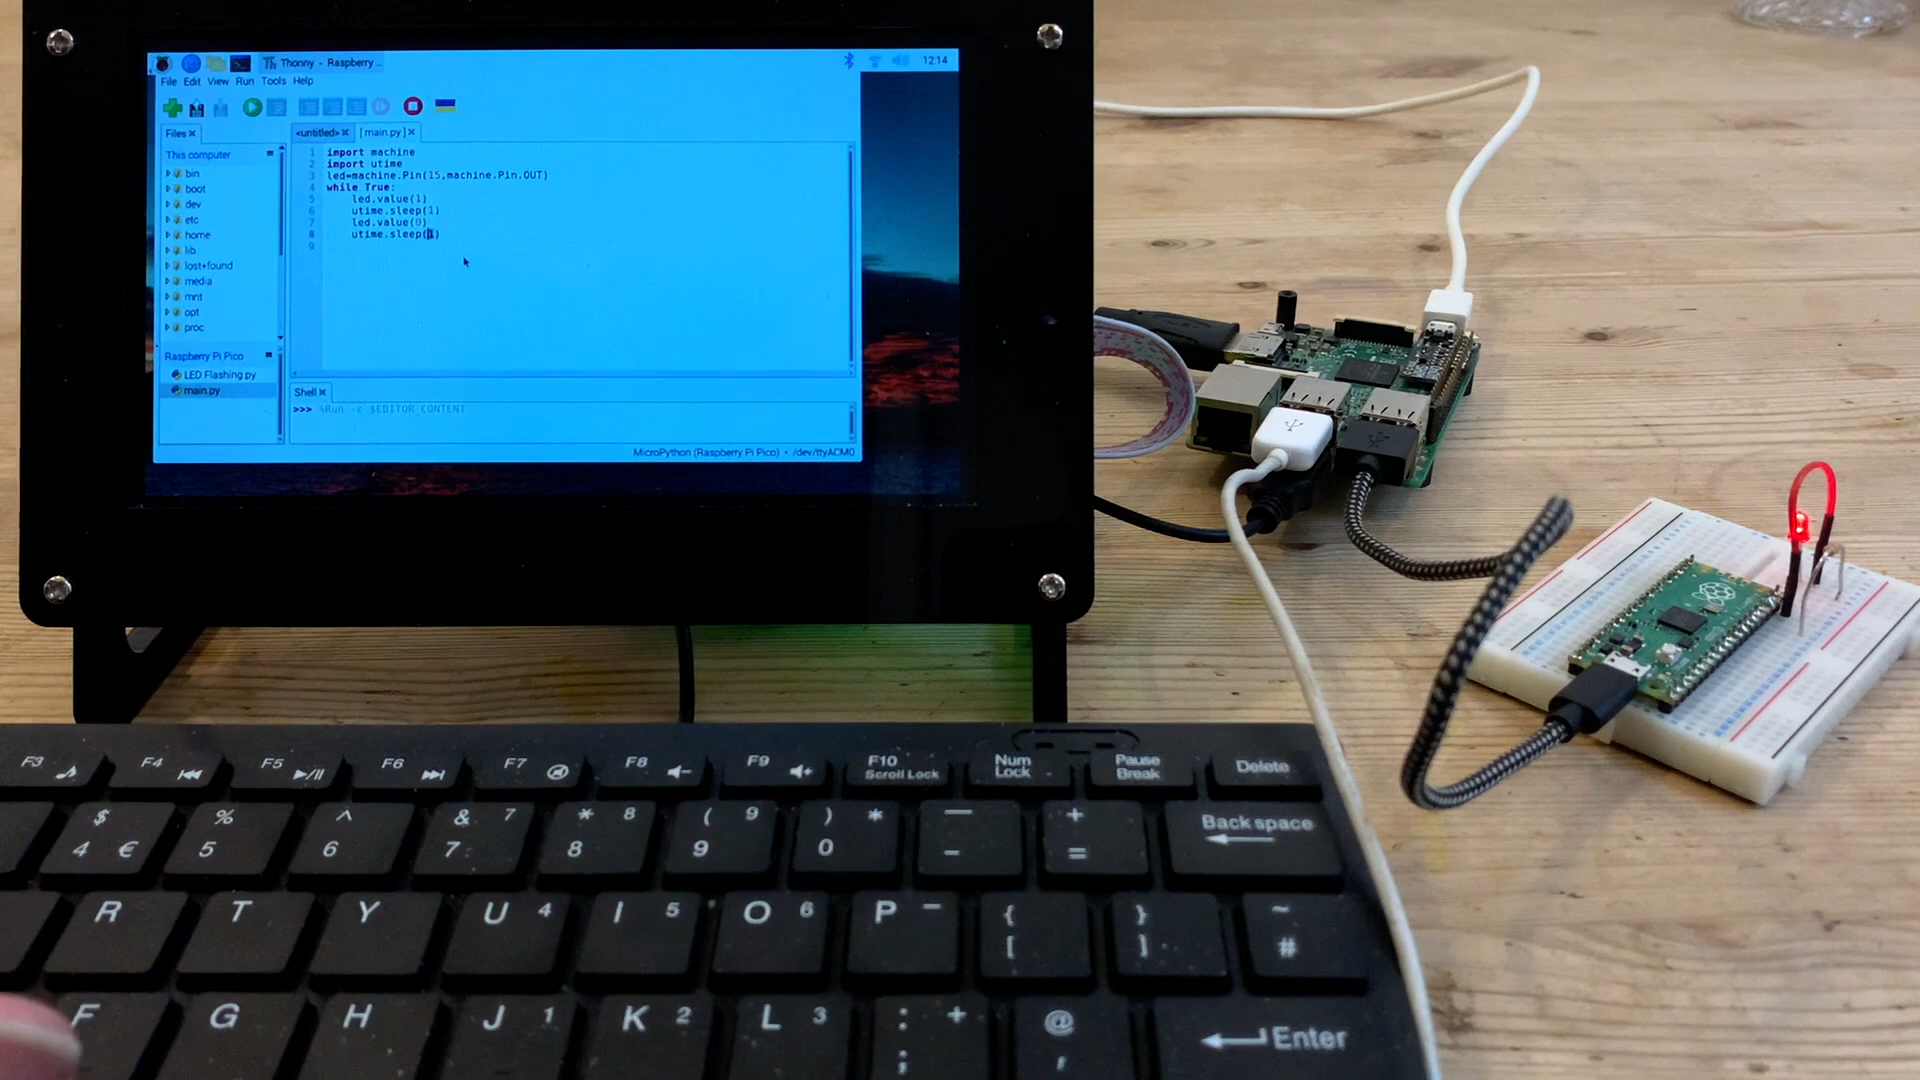 Thonny - Raspberry ...
12:14
File Edit View Run Tools Help
Files
<untitled>
[ main.py ]
This computer
bin
boot
dev
etc
home
lib
lost+found
media
mnt
opt
proc
1 import machine
2 import utime
3 led=machine.Pin(15,machine.Pin.OUT)
4 while True:
5 led.value(1)
6 utime.sleep(1)
7 led.value(0)
8 utime.sleep(1)
9
Raspberry Pi Pico
LED Flashing.py
main.py
Shell
>>> %Run -c $EDITOR_CONTENT
MicroPython (Raspberry Pi Pico) • /dev/ttyACM0
F3 F4 F5 F6 F7 F8 F9 F10 Scroll Lock Num Lock Pause Break Delete
$ 4 € % 5 ^ 6 & 7 7 * 8 8 ( 9 9 ) * 0 — - + = Back space
R T Y U 4 I 5 O 6 P - { [ } ] ~ #
F G H J 1 K 2 L 3 : ; + @ ' Enter